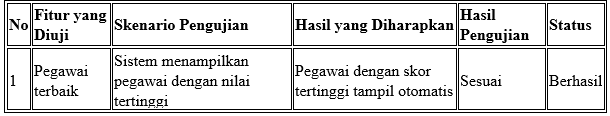 No Fitur yang Diuji Skenario Pengujian Hasil yang Diharapkan Hasil Pengujian Status
1 Pegawai terbaik Sistem menampilkan pegawai dengan nilai tertinggi Pegawai dengan skor tertinggi tampil otomatis Sesuai Berhasil